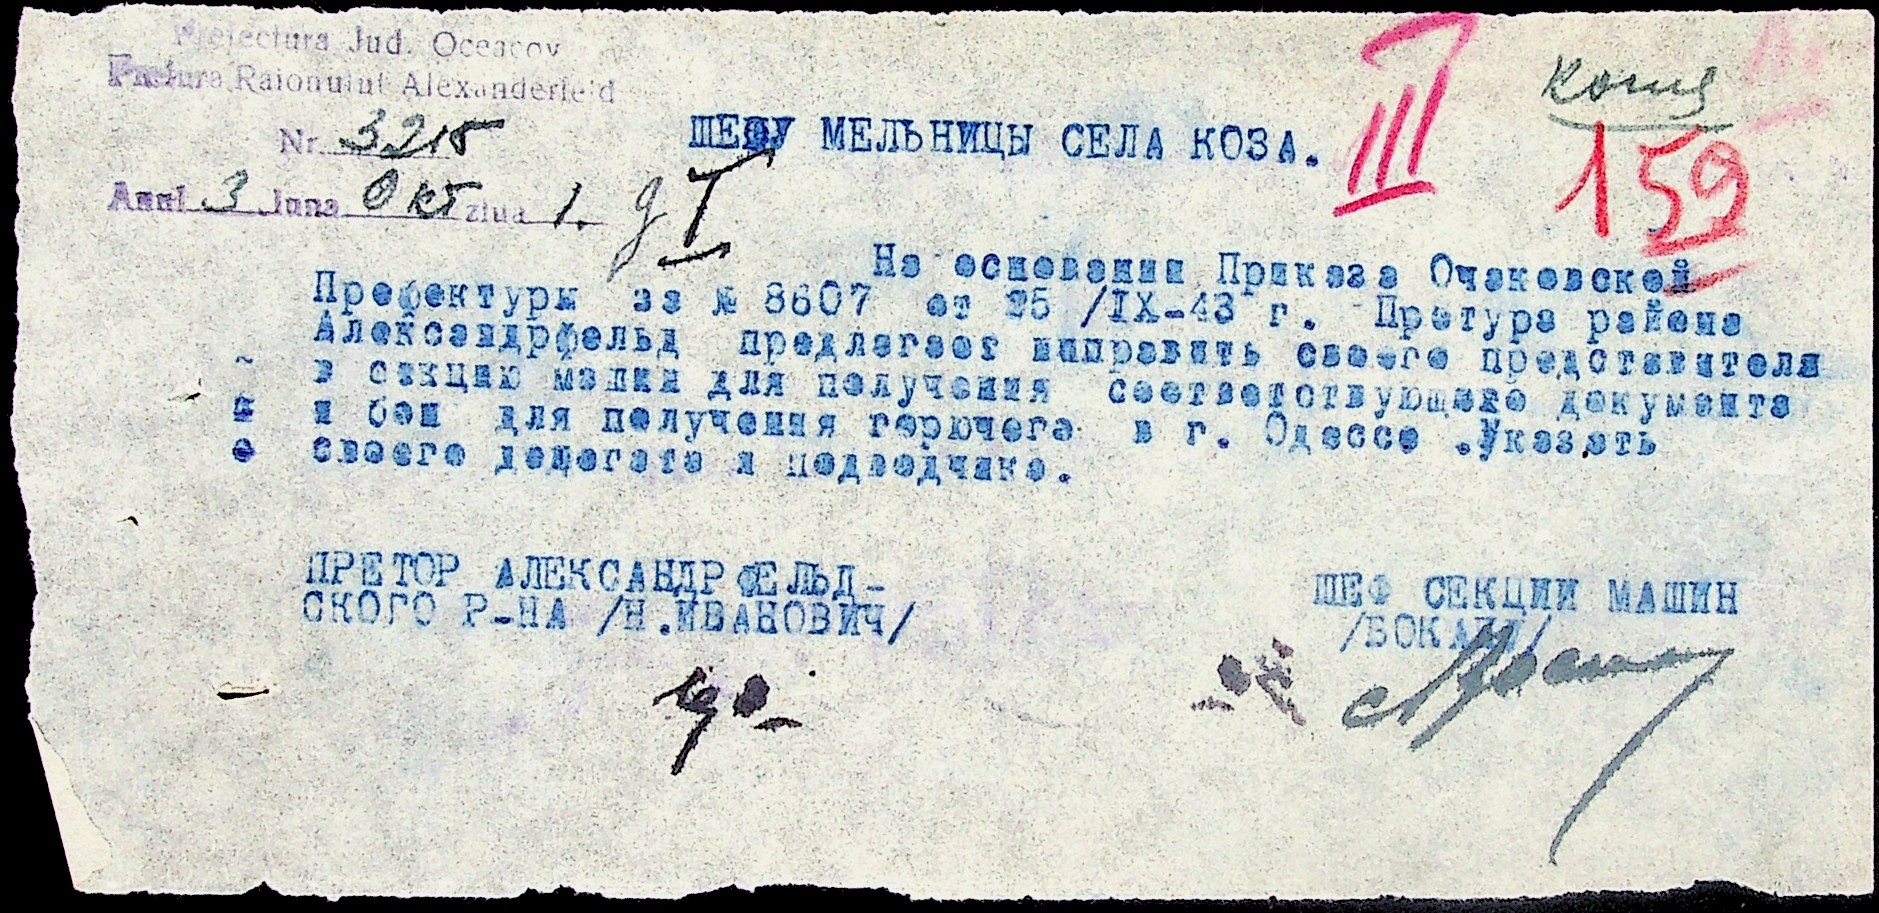 Prefectura Jud. Oceacov
Pretura Raionului Alexanderfeld
Nr. 3215
Anul 3 Luna Окт ziua 1.
III
копия
159
ШЕФУ МЕЛЬНИЦЫ СЕЛА КОЗА.
На основании Приказа Очаковской
Префектуры за № 8607 от 25 /IX-43 г. Претура района
Александрфельд предлагает направить своего представителя
в секцию машин для получения соответствующего документа
и бон для получения горючего в г. Одессе .Указать
своего делегата и подводчика.
ПРЕТОР АЛЕКСАНДРФЕЛЬД-
СКОГО Р-НА /Н.ИВАНОВИЧ/
ШЕФ СЕКЦИИ МАШИН